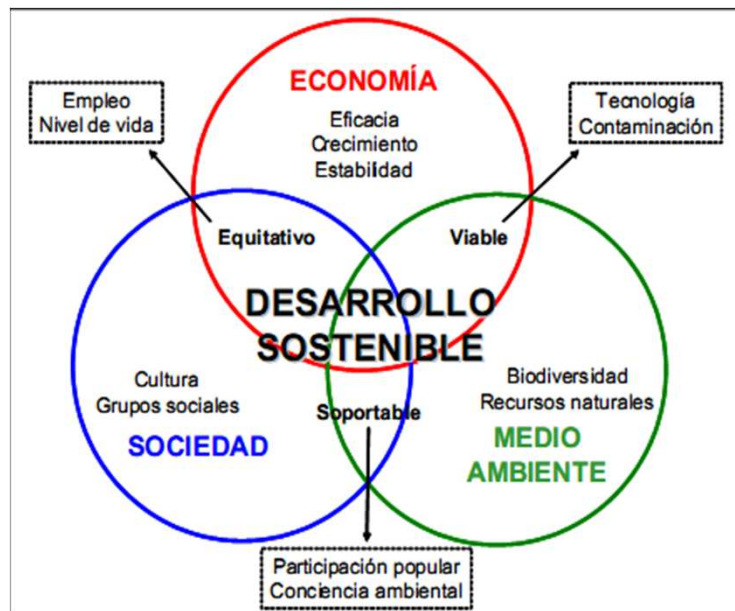 ECONOMÍA
Empleo
Nivel de vida
Tecnología
Contaminación
Eficacia
Crecimiento
Estabilidad
Equitativo
Viable
DESARROLLO
SOSTENIBLE
Cultura
Grupos sociales
SOCIEDAD
Soportable
Biodiversidad
Recursos naturales
MEDIO
AMBIENTE
Participación popular
Conciencia ambiental